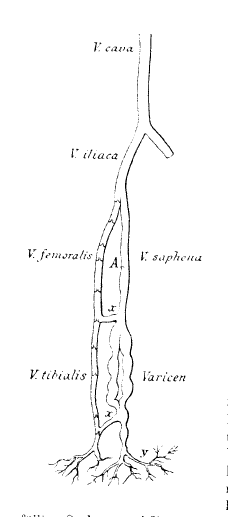 V. cava
V. iliaca
V. femoralis
A
V. saphena
x
V. tibialis
Varicen
x
y